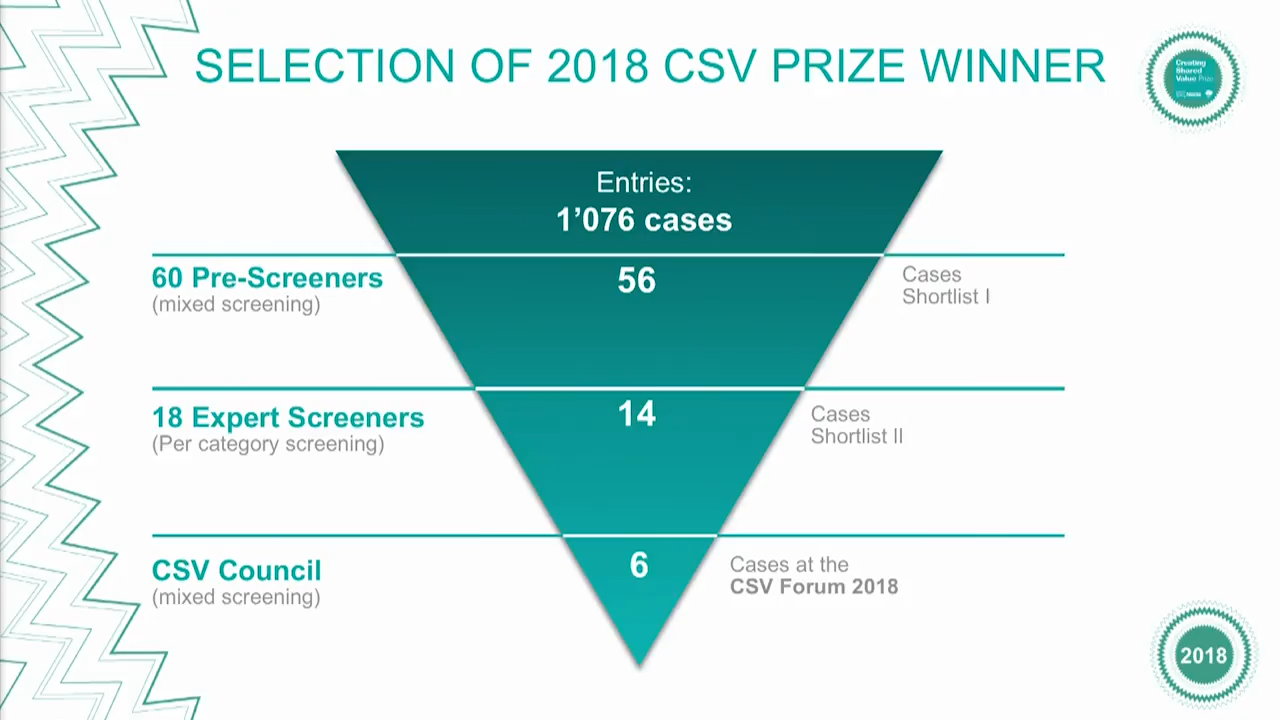 SELECTION OF 2018 CSV PRIZE WINNER
Creating
Shared
Value Prize
Nestlé
Entries:
1’076 cases
60 Pre-Screeners
(mixed screening)
56
Cases
Shortlist I
18 Expert Screeners
(Per category screening)
14
Cases
Shortlist II
CSV Council
(mixed screening)
6
Cases at the
CSV Forum 2018
2018